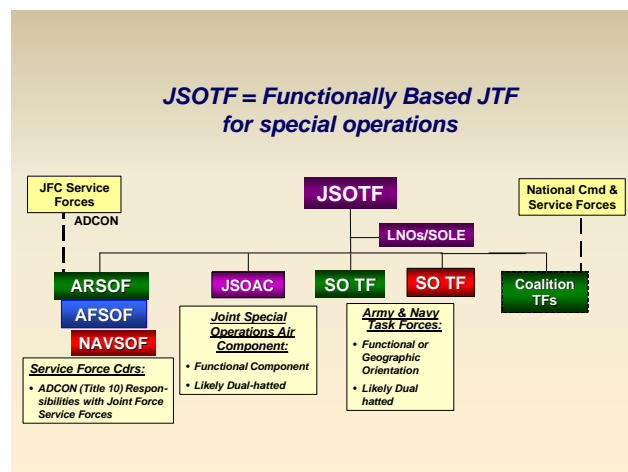 JSOTF = Functionally Based JTF
for special operations
JFC Service
Forces
ADCON
JSOTF
National Cmd &
Service Forces
LNOs/SOLE
ARSOF
AFSOF
NAVSOF
JSOAC
SO TF
SO TF
Coalition
TFs
Service Force Cdrs:
• ADCON (Title 10) Respon-
sibilities with Joint Force
Service Forces
Joint Special
Operations Air
Component:
• Functional Component
• Likely Dual-hatted
Army & Navy
Task Forces:
• Functional or
Geographic
Orientation
• Likely Dual
hatted